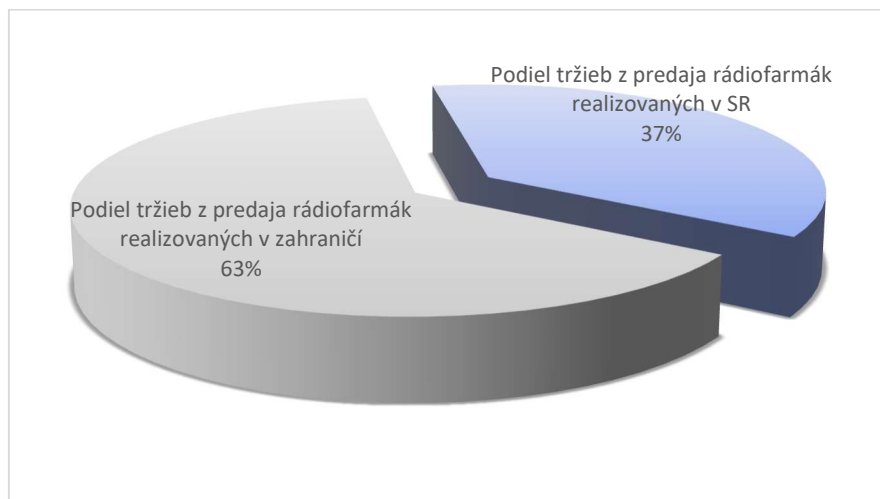 Podiel tržieb z predaja rádiofarmák
realizovaných v SR
37%
Podiel tržieb z predaja rádiofarmák
realizovaných v zahraničí
63%